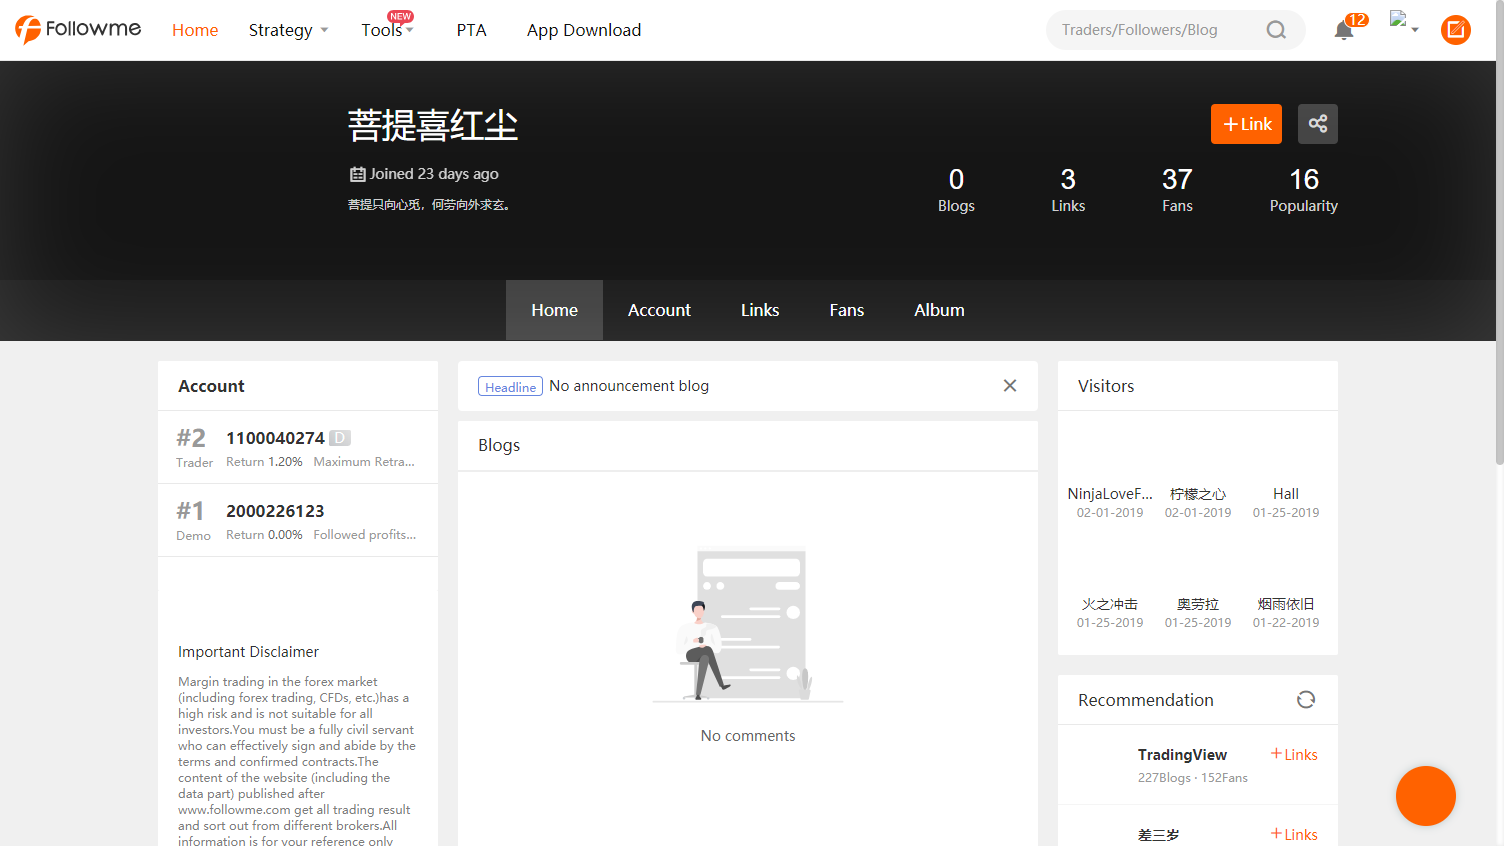 Followme
Home
Strategy
Tools
NEW
PTA
App Download
Traders/Followers/Blog
12
菩提喜红尘
Joined 23 days ago
菩提只向心觅，何劳向外求玄。
+Link
0
Blogs
3
Links
37
Fans
16
Popularity
Home
Account
Links
Fans
Album
Account
#2
Trader
1100040274 D
Return 1.20% Maximum Retra...
#1
Demo
2000226123
Return 0.00% Followed profits...
Important Disclaimer
Margin trading in the forex market
(including forex trading, CFDs, etc.)has a
high risk and is not suitable for all
investors.You must be a fully civil servant
who can effectively sign and abide by the
terms and confirmed contracts.The
content of the website (including the
data part) published after
www.followme.com get all trading result
and sort out from different brokers.All
information is for your reference only
Headline No announcement blog
Blogs
No comments
Visitors
NinjaLoveF...
02-01-2019
柠檬之心
02-01-2019
Hall
01-25-2019
火之冲击
01-25-2019
奥劳拉
01-25-2019
烟雨依旧
01-22-2019
Recommendation
TradingView
+Links
227Blogs · 152Fans
差三岁
+Links